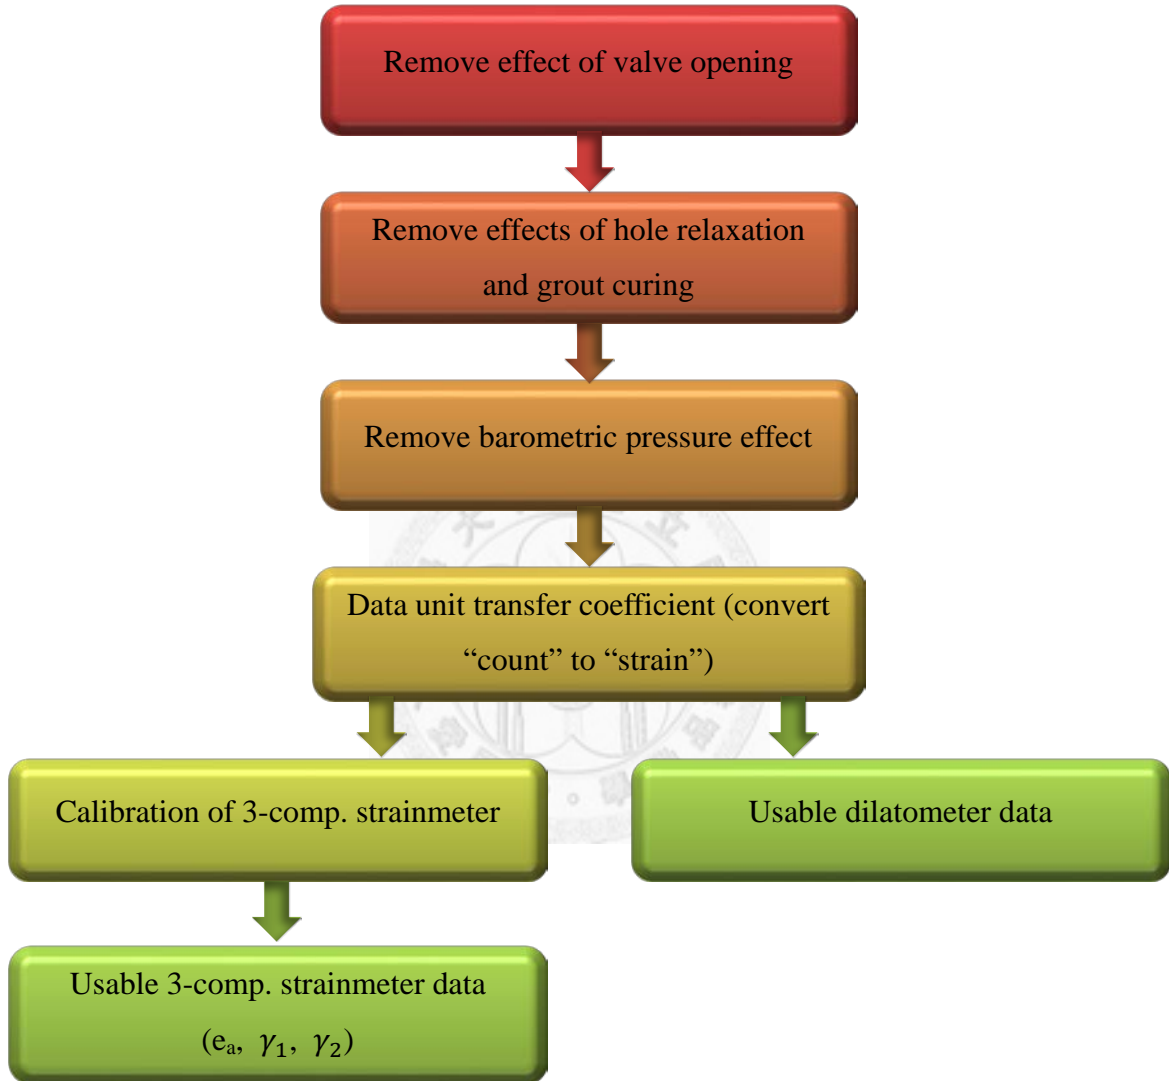 Remove effect of valve opening
Remove effects of hole relaxation
and grout curing
Remove barometric pressure effect
Data unit transfer coefficient (convert
“count” to “strain”)
Calibration of 3-comp. strainmeter
Usable dilatometer data
Usable 3-comp. strainmeter data
(eₐ, γ₁, γ₂)